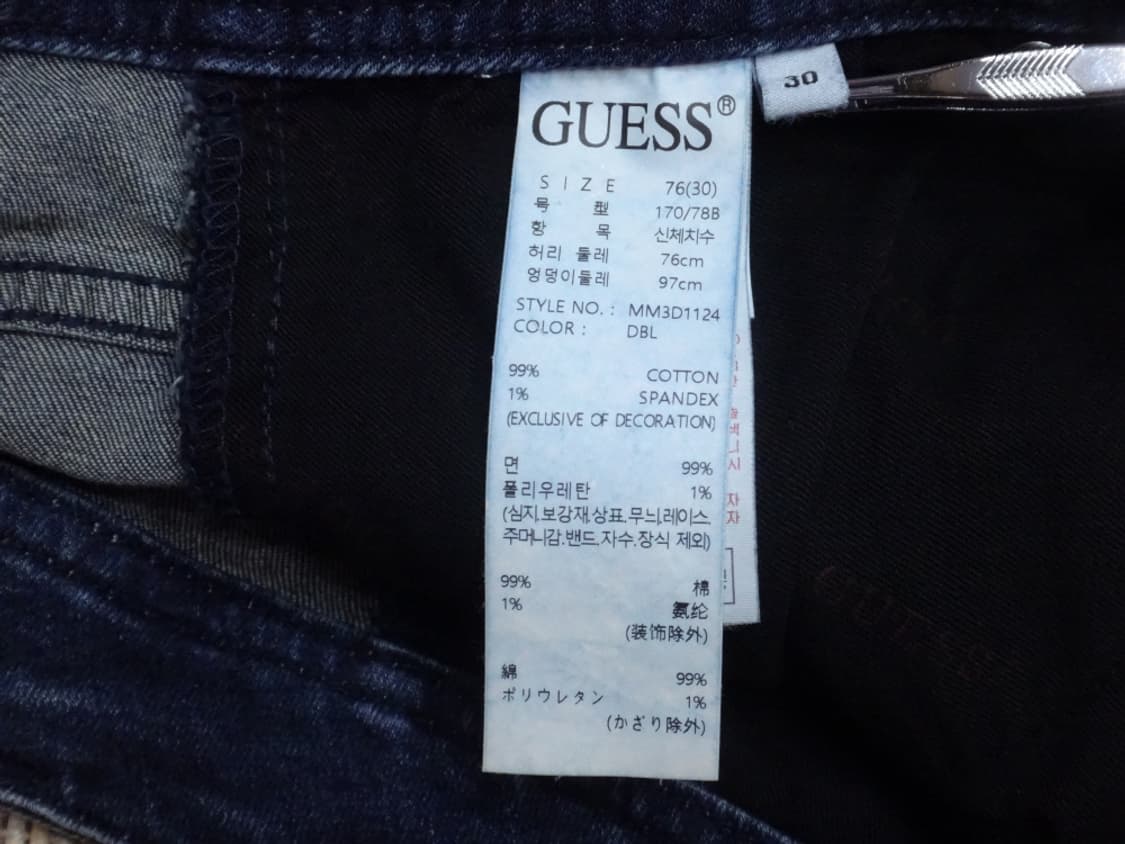 30
GUESS®
SIZE 76(30)
号 型 170/78B
항 목 신체치수
허리 둘레 76cm
엉덩이둘레 97cm
STYLE NO. : MM3D1124
COLOR : DBL
99% COTTON
1% SPANDEX
(EXCLUSIVE OF DECORATION)
면 99%
폴리우레탄 1%
(심지,보강재,상표,무늬,레이스,
주머니감.밴드.자수.장식 제외)
99% 棉
1% 氨纶
(装饰除外)
綿 99%
ポリウレタン 1%
(かざり除外)